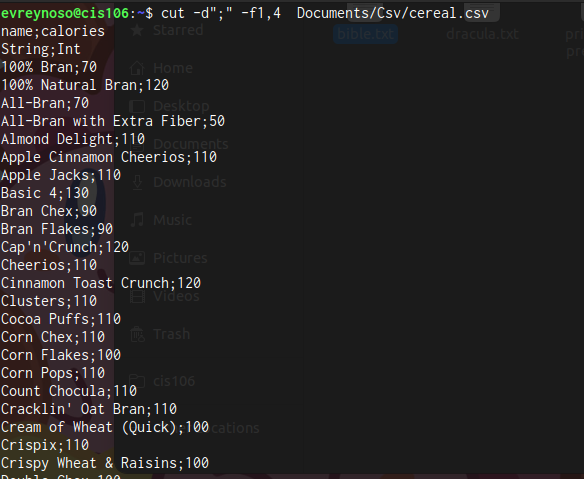 evreynoso@cis106:~$ cut -d";" -f1,4  Documents/Csv/cereal.csv
name;calories
String;Int
100% Bran;70
100% Natural Bran;120
All-Bran;70
All-Bran with Extra Fiber;50
Almond Delight;110
Apple Cinnamon Cheerios;110
Apple Jacks;110
Basic 4;130
Bran Chex;90
Bran Flakes;90
Cap'n'Crunch;120
Cheerios;110
Cinnamon Toast Crunch;120
Clusters;110
Cocoa Puffs;110
Corn Chex;110
Corn Flakes;100
Corn Pops;110
Count Chocula;110
Cracklin' Oat Bran;110
Cream of Wheat (Quick);100
Crispix;110
Crispy Wheat & Raisins;100
Double Chex;100
Starred
Home
Desktop
Documents
Downloads
Music
Pictures
Videos
Trash
cis106
bible.txt
dracula.txt